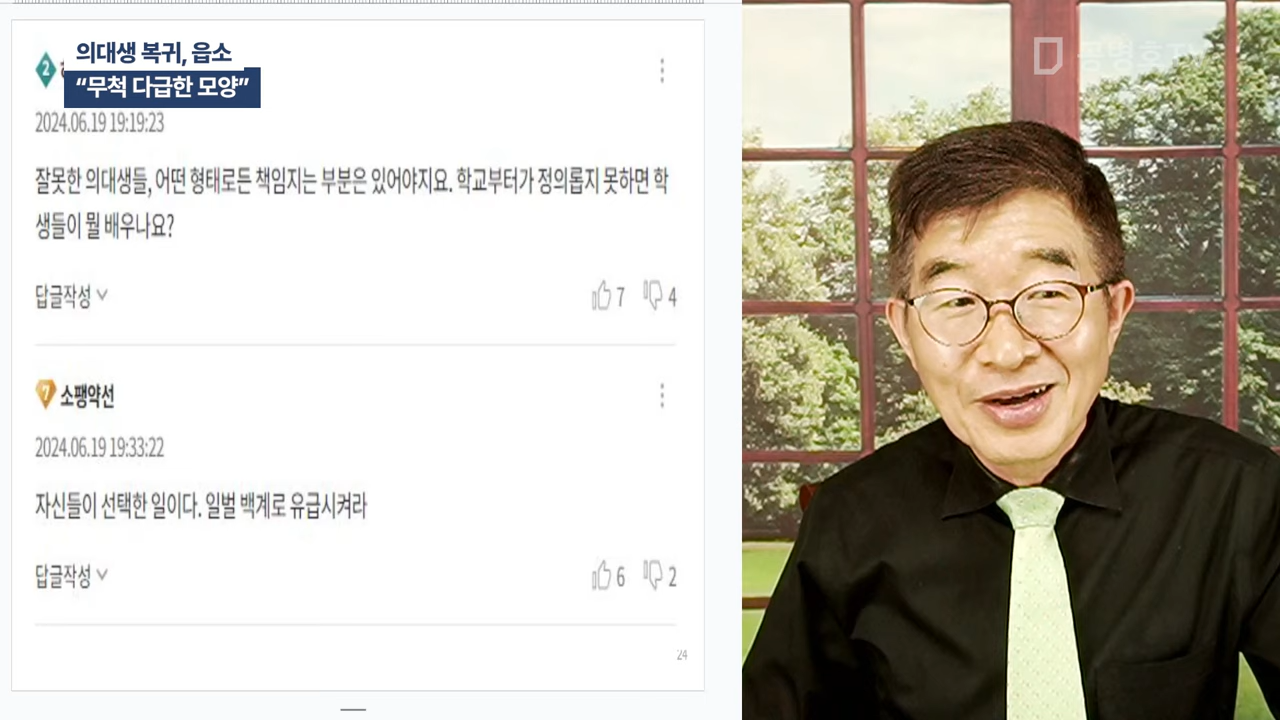 의대생 복귀, 읍소
“무척 다급한 모양”
2
2024.06.19 19:19:23
잘못한 의대생들, 어떤 형태로든 책임지는 부분은 있어야지요. 학교부터가 정의롭지 못하면 학
생들이 뭘 배우나요?
답글작성
7
4
7 소팽약선
2024.06.19 19:33:22
자신들이 선택한 일이다. 일벌 백계로 유급시켜라
답글작성
6
2
24